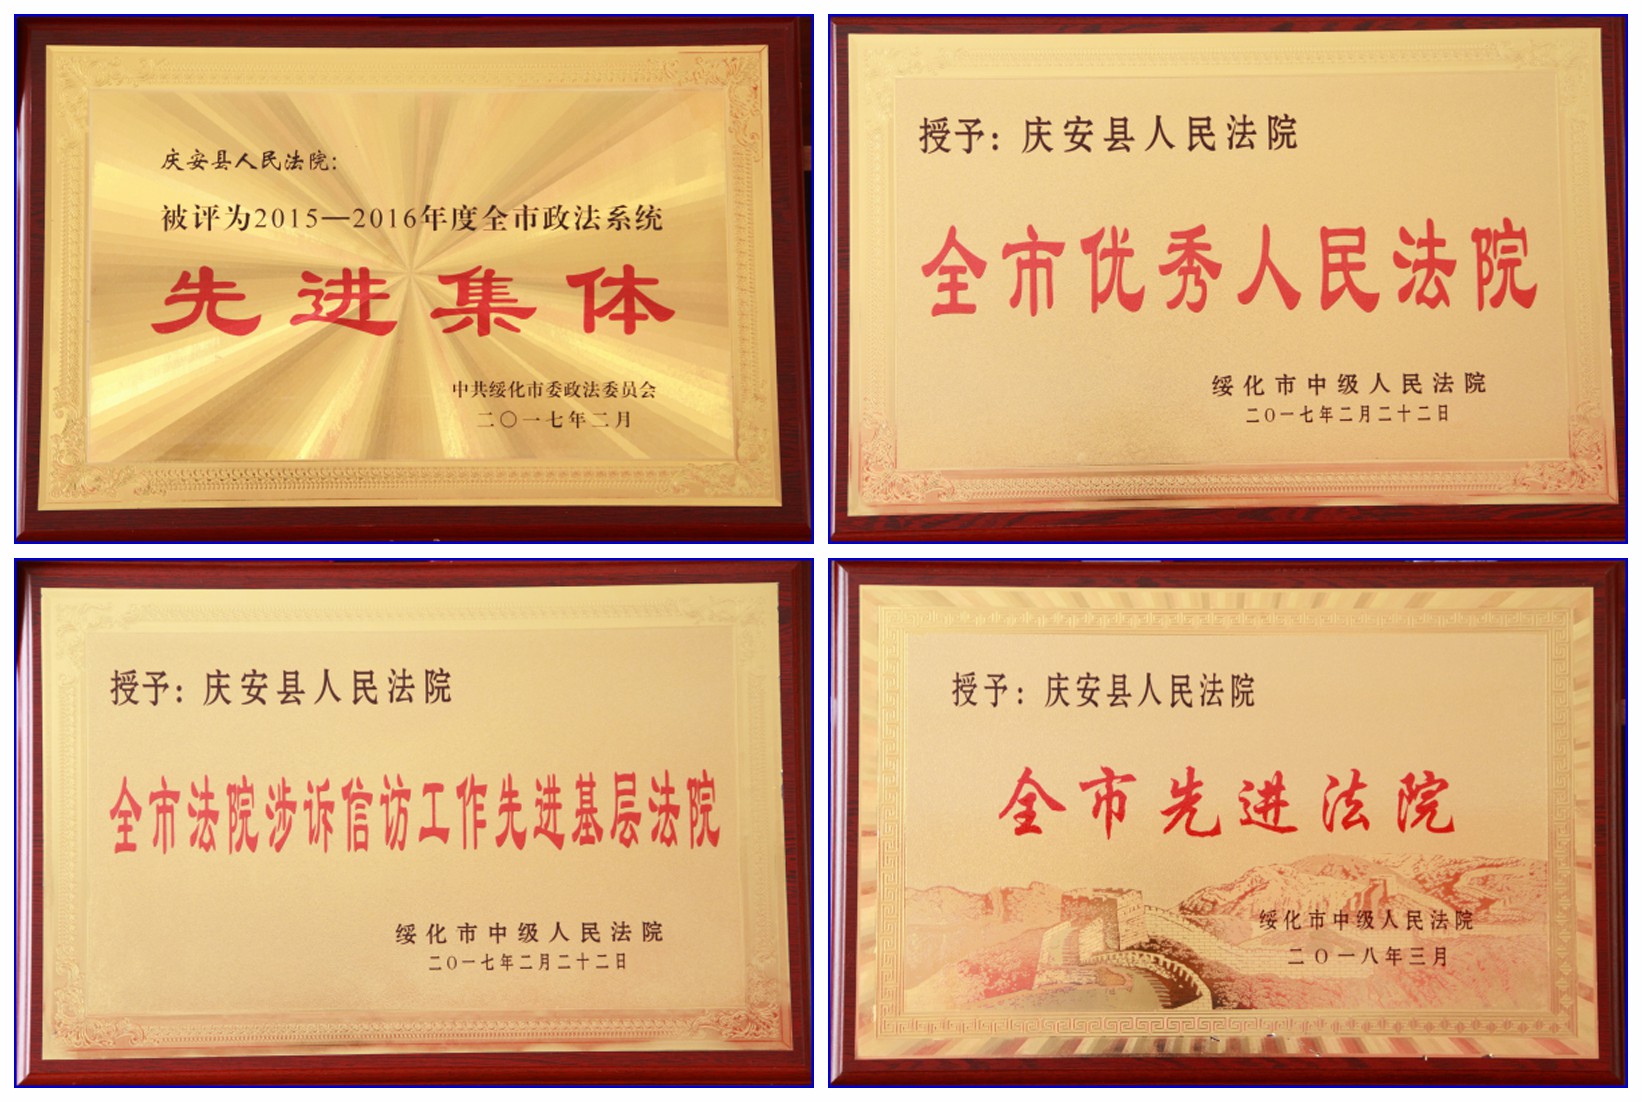 庆安县人民法院：
被评为2015—2016年度全市政法系统
先进集体
中共绥化市委政法委员会
二〇一七年二月
授予：庆安县人民法院
全市优秀人民法院
绥化市中级人民法院
二〇一七年二月二十二日
授予：庆安县人民法院
全市法院涉诉信访工作先进基层法院
绥化市中级人民法院
二〇一七年二月二十二日
授予：庆安县人民法院
全市先进法院
绥化市中级人民法院
二〇一八年三月